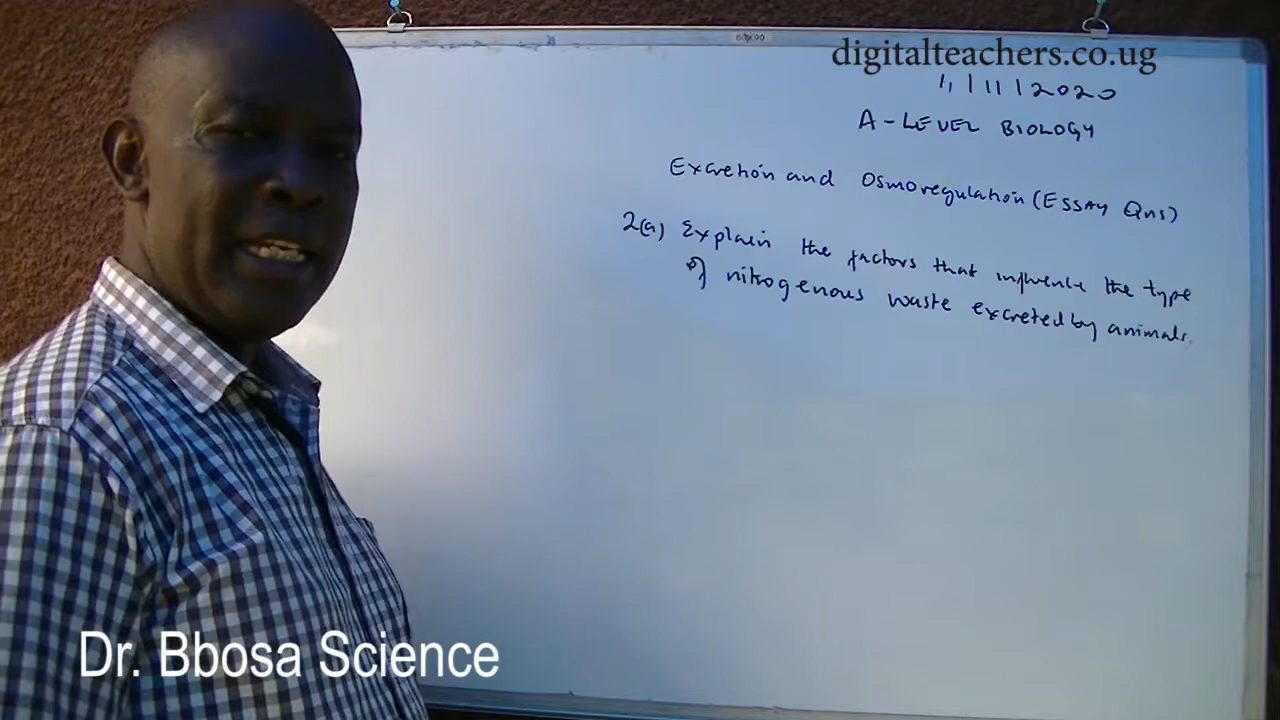 digitalteachers.co.ug
1/11/2020
A-LEVEL BIOLOGY
Excretion and Osmoregulation (ESSAY Qns)
2(a) Explain the factors that influence the type
of nitrogenous waste excreted by animals.
Dr. Bbosa Science